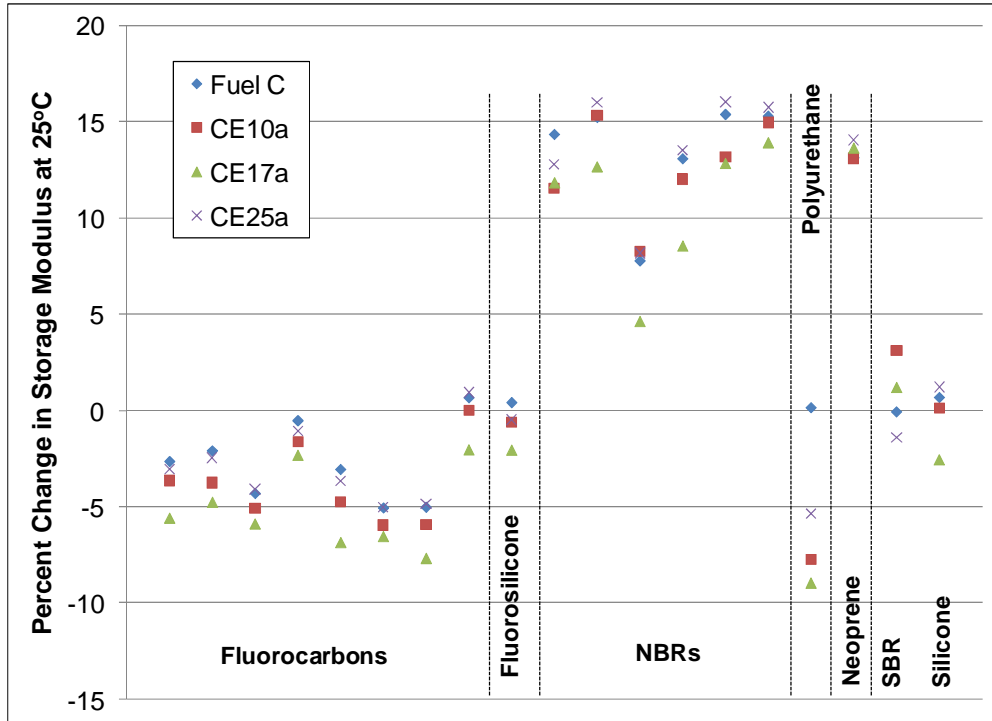 Percent Change in Storage Modulus at 25ºC
20
15
10
5
0
-5
-10
-15
Fuel C
CE10a
CE17a
CE25a
Fluorocarbons
Fluorosilicone
NBRs
Polyurethane
Neoprene
SBR
Silicone